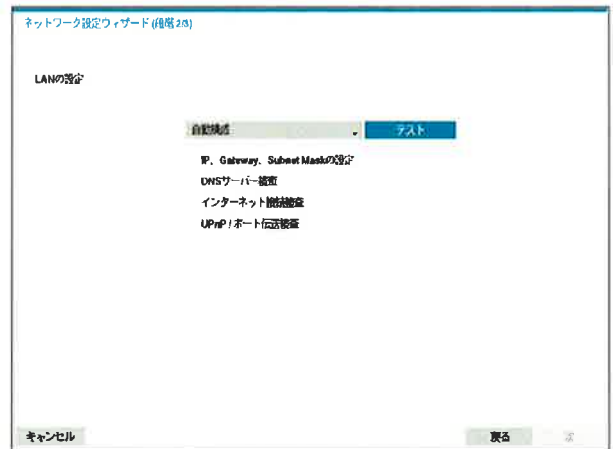 ネットワーク設定ウィザード (段階 2/3)
LANの設定
自動構成
テスト
IP、Gateway、Subnet Maskの設定
DNSサーバー検査
インターネット接続検査
UPnP / ポート伝送検査
キャンセル
戻る
次